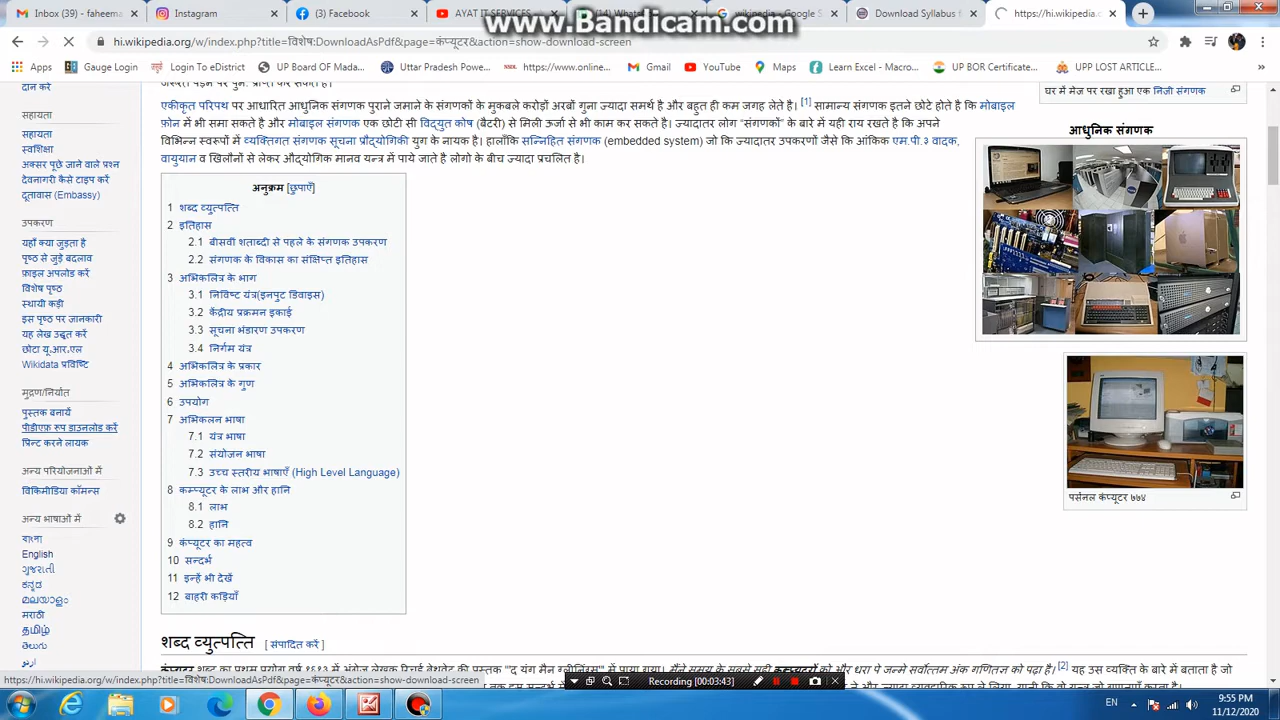 Inbox (39) - faheema
Instagram
(3) Facebook
AYAT IT SERVICES
www.Bandicam.com
Download Syllabus f
https://hi.wikipedia.c
hi.wikipedia.org/w/index.php?title=विशेष:DownloadAsPdf&page=कंप्यूटर&action=show-download-screen
Apps
Gauge Login
Login To eDistrict
UP Board Of Mada...
Uttar Pradesh Powe...
https://www.online...
Gmail
YouTube
Maps
Learn Excel - Macro...
UP BOR Certificate...
UPP LOST ARTICLE...
दान करें
सहायता
सहायता
स्वशिक्षा
अक्सर पूछे जाने वाले प्रश्न
देवनागरी कैसे टाइप करें
दूतावास (Embassy)
उपकरण
यहाँ क्या जुड़ता है
पृष्ठ से जुड़े बदलाव
फ़ाइल अपलोड करें
विशेष पृष्ठ
स्थायी कड़ी
इस पृष्ठ पर जानकारी
यह लेख उद्धृत करें
छोटा यू॰आर॰एल
Wikidata प्रविष्टि
मुद्रण/निर्यात
पुस्तक बनायें
पीडीएफ़ रूप डाउनलोड करें
प्रिन्ट करने लायक
अन्य परियोजनाओं में
विकिमीडिया कॉमन्स
अन्य भाषाओं में
বাংলা
English
ગુજરાતી
ಕನ್ನಡ
മലയാളം
मराठी
தமிழ்
తెలుగు
اردو
एकीकृत परिपथ पर आधारित आधुनिक संगणक पुराने जमाने के संगणकों के मुकबले करोड़ों अरबों गुना ज्यादा समर्थ है और बहुत ही कम जगह लेते है। [1] सामान्य संगणक इतने छोटे होते है कि मोबाइल
फ़ोन में भी समा सकते है और मोबाइल संगणक एक छोटी सी विद्युत कोष (बैटरी) से मिली ऊर्जा से भी काम कर सकते है। ज्यादातर लोग “संगणकों” के बारे में यही राय रखते है कि अपने
विभिन्न स्वरूपों में व्यक्तिगत संगणक सूचना प्रौद्योगिकी युग के नायक है। हालाँकि सन्निहित संगणक (embedded system) जो कि ज्यादातर उपकरणों जैसे कि आंकिक एम.पी.३ वादक,
वायुयान व खिलौनों से लेकर औद्योगिक मानव यन्त्र में पाये जाते है लोगो के बीच ज्यादा प्रचलित है।
अनुक्रम [छुपाएँ]
1 शब्द व्युत्पत्ति
2 इतिहास
2.1 बीसवीं शताब्दी से पहले के संगणक उपकरण
2.2 संगणक के विकास का संक्षिप्त इतिहास
3 अभिकलित्र के भाग
3.1 निविष्ट यंत्र(इनपुट डिवाइस)
3.2 केंद्रीय प्रक्रमन इकाई
3.3 सूचना भंडारण उपकरण
3.4 निर्गम यंत्र
4 अभिकलित्र के प्रकार
5 अभिकलित्र के गुण
6 उपयोग
7 अभिकलन भाषा
7.1 यंत्र भाषा
7.2 संयोजन भाषा
7.3 उच्च स्तरीय भाषाएँ (High Level Language)
8 कम्प्यूटर के लाभ और हानि
8.1 लाभ
8.2 हानि
9 कंप्यूटर का महत्व
10 सन्दर्भ
11 इन्हें भी देखें
12 बाहरी कड़ियाँ
शब्द व्युत्पत्ति [ संपादित करें ]
घर में मेज पर रखा हुआ एक निजी संगणक
आधुनिक संगणक
पर्सनल कंप्यूटर ७७४
https://hi.wikipedia.org/w/index.php?title=विशेष:DownloadAsPdf&page=कंप्यूटर&action=show-download-screen
Recording [00:03:43]
EN
9:55 PM
11/12/2020